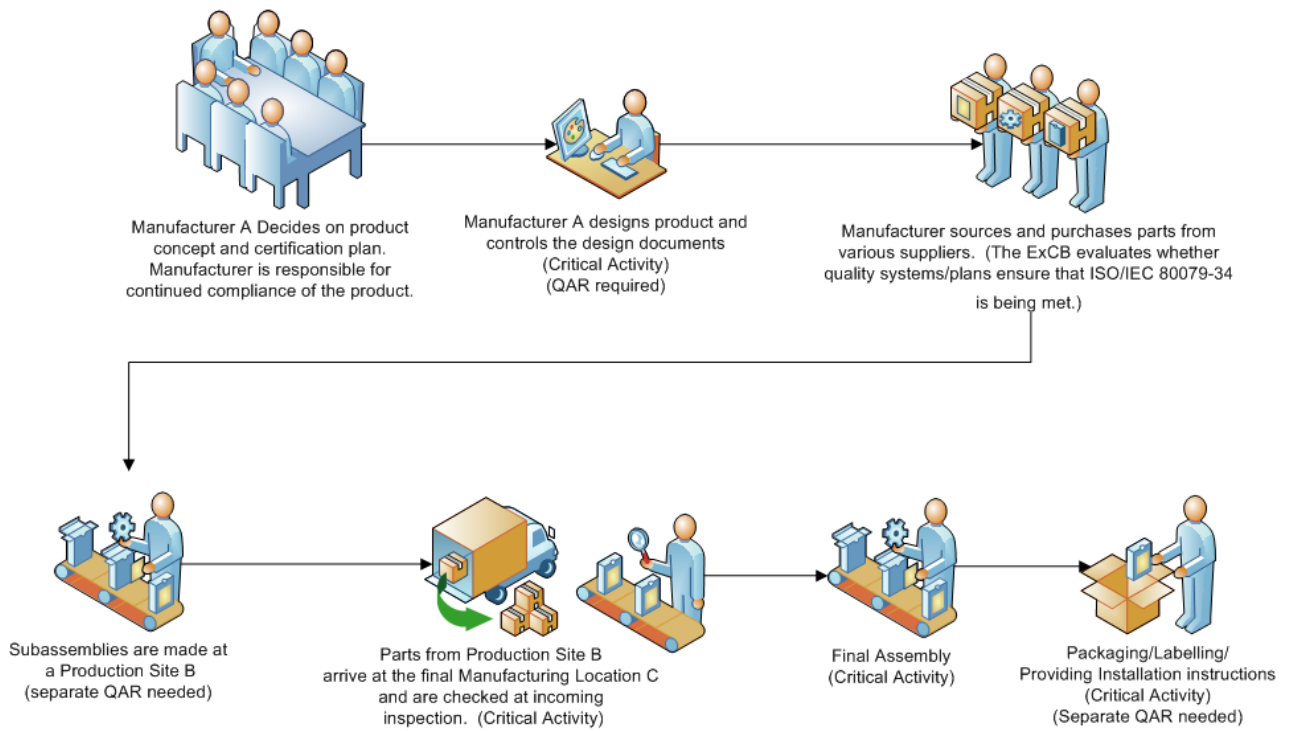 Manufacturer A Decides on product
concept and certification plan.
Manufacturer is responsible for
continued compliance of the product.
Manufacturer A designs product and
controls the design documents
(Critical Activity)
(QAR required)
Manufacturer sources and purchases parts from
various suppliers. (The ExCB evaluates whether
quality systems/plans ensure that ISO/IEC 80079-34
is being met.)
Subassemblies are made at
a Production Site B
(separate QAR needed)
Parts from Production Site B
arrive at the final Manufacturing Location C
and are checked at incoming
inspection. (Critical Activity)
Final Assembly
(Critical Activity)
Packaging/Labelling/
Providing Installation instructions
(Critical Activity)
(Separate QAR needed)